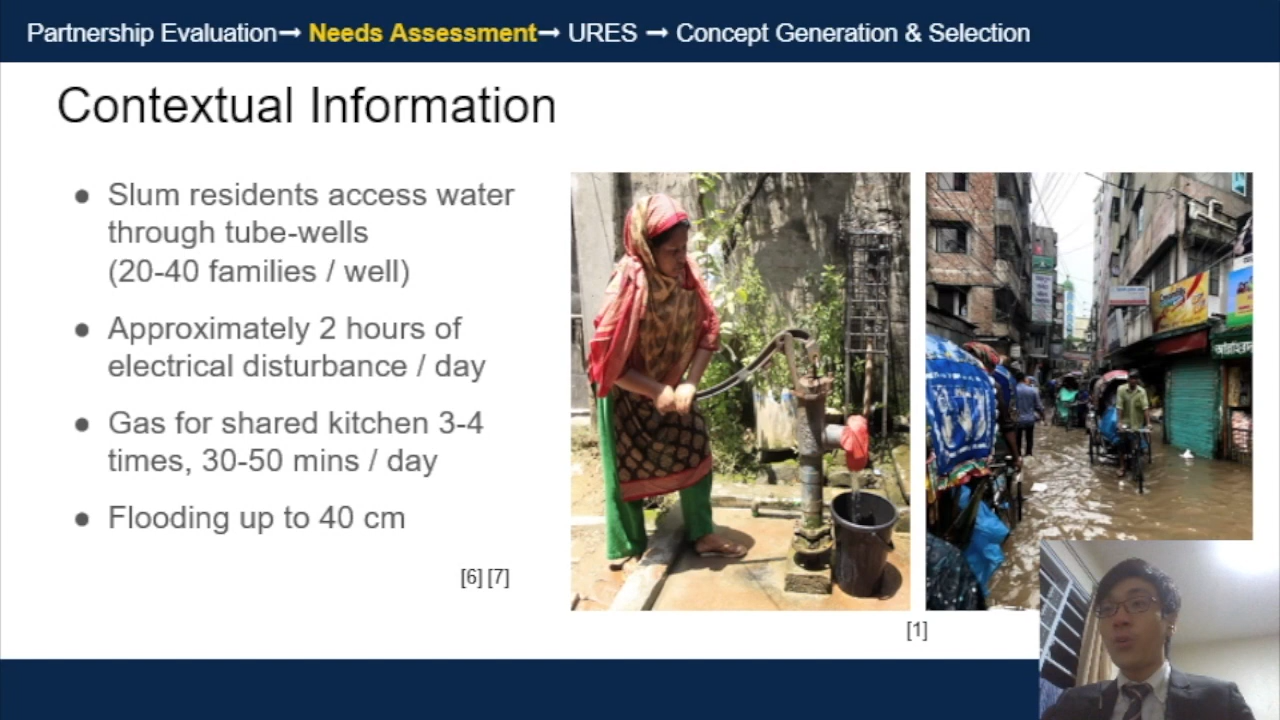 Partnership Evaluation→ Needs Assessment→ URES → Concept Generation & Selection
Contextual Information
● Slum residents access water
through tube-wells
(20-40 families / well)
● Approximately 2 hours of
electrical disturbance / day
● Gas for shared kitchen 3-4
times, 30-50 mins / day
● Flooding up to 40 cm
[6] [7]
[1]